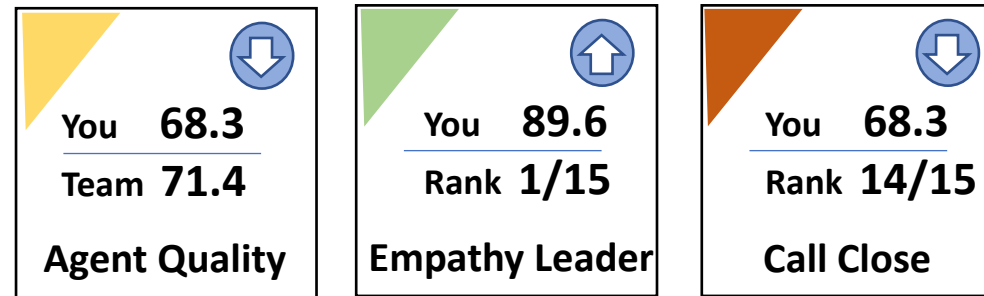 You 68.3
Team 71.4
Agent Quality
You 89.6
Rank 1/15
Empathy Leader
You 68.3
Rank 14/15
Call Close